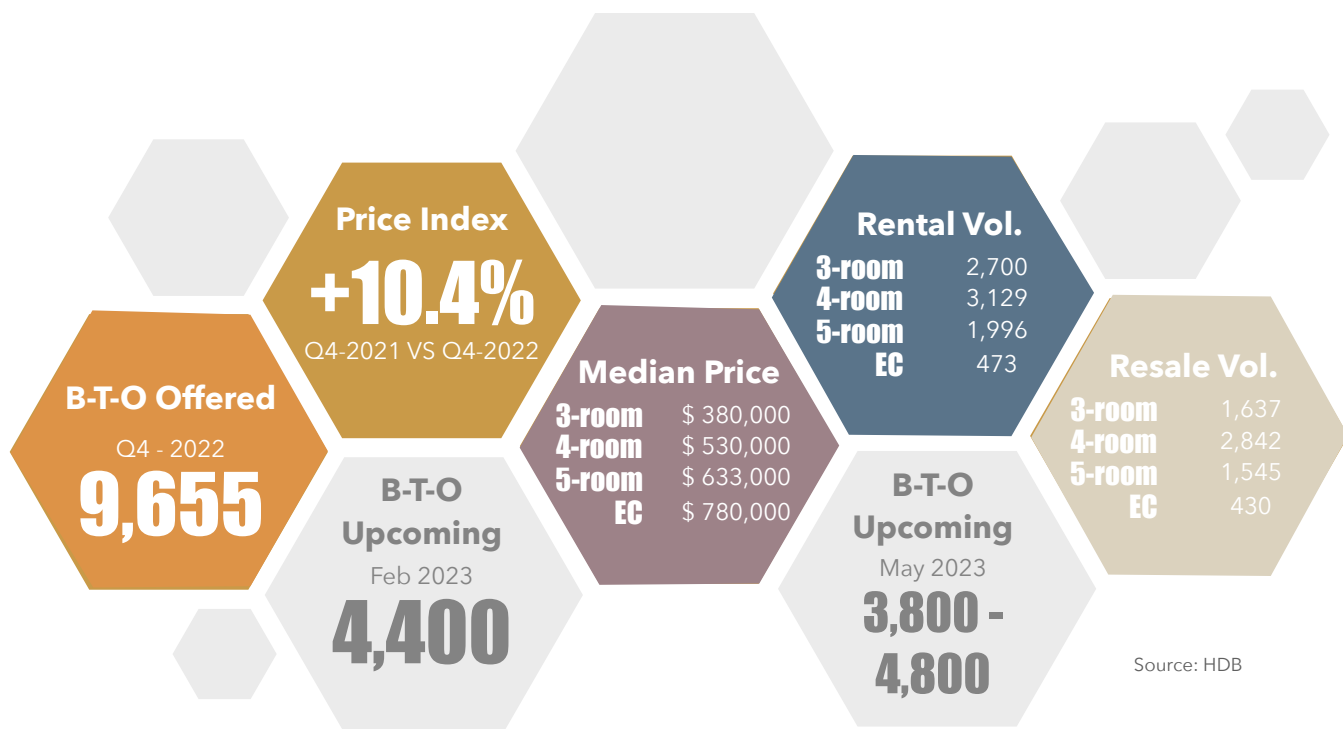 Price Index
+10.4%
Q4-2021 VS Q4-2022
Rental Vol.
3-room 2,700
4-room 3,129
5-room 1,996
EC 473
B-T-O Offered
Q4 - 2022
9,655
Median Price
3-room $ 380,000
4-room $ 530,000
5-room $ 633,000
EC $ 780,000
Resale Vol.
3-room 1,637
4-room 2,842
5-room 1,545
EC 430
B-T-O
Upcoming
Feb 2023
4,400
B-T-O
Upcoming
May 2023
3,800 -
4,800
Source: HDB